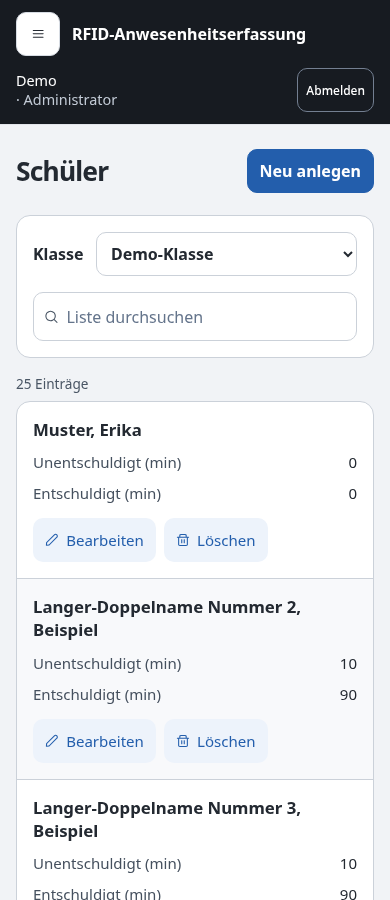 RFID-Anwesenheitserfassung
Demo
· Administrator
Abmelden
Schüler
Neu anlegen
Klasse
Demo-Klasse
Liste durchsuchen
25 Einträge
Muster, Erika
Unentschuldigt (min) 0
Entschuldigt (min) 0
Bearbeiten Löschen
Langer-Doppelname Nummer 2,
Beispiel
Unentschuldigt (min) 10
Entschuldigt (min) 90
Bearbeiten Löschen
Langer-Doppelname Nummer 3,
Beispiel
Unentschuldigt (min) 10
Entschuldigt (min) 90